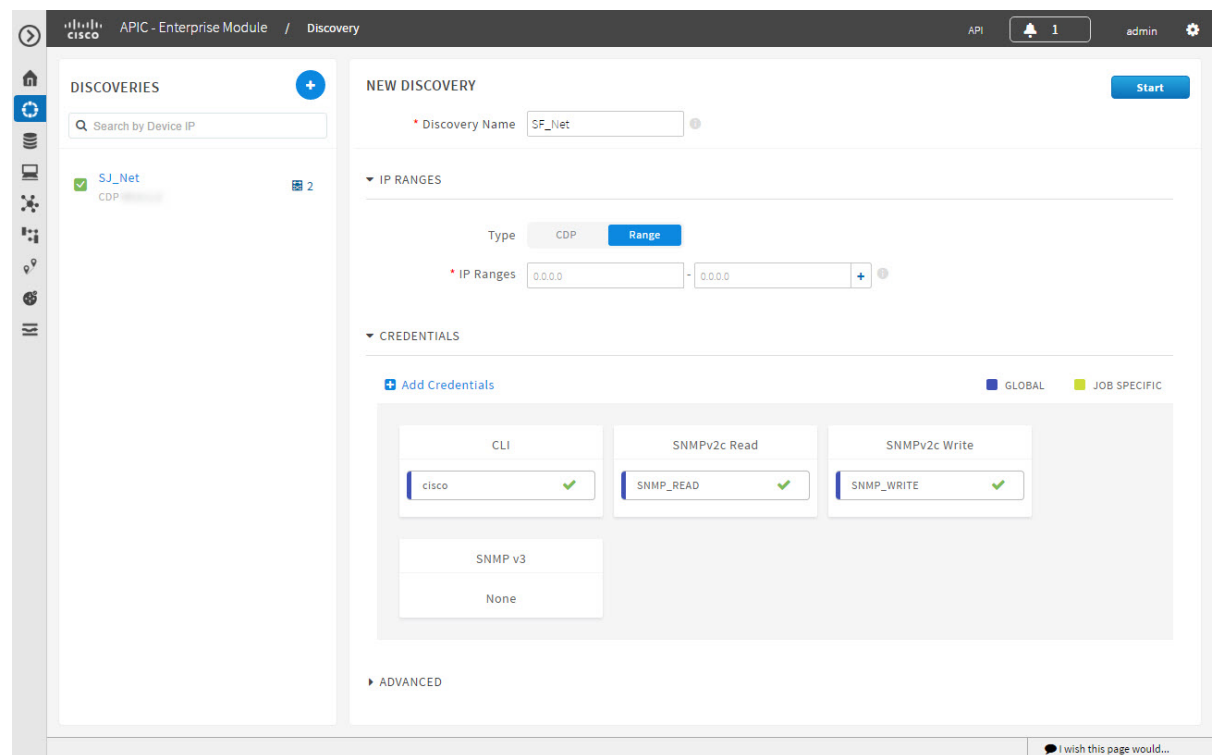 CISCO APIC - Enterprise Module / Discovery API 1 admin
DISCOVERIES
Search by Device IP
SJ_Net
CDP
2
NEW DISCOVERY
Start
* Discovery Name SF_Net
IP RANGES
Type CDP Range
* IP Ranges 0.0.0.0 - 0.0.0.0 +
CREDENTIALS
Add Credentials
GLOBAL JOB SPECIFIC
CLI SNMPv2c Read SNMPv2c Write
cisco SNMP_READ SNMP_WRITE
SNMP v3
None
ADVANCED
I wish this page would...